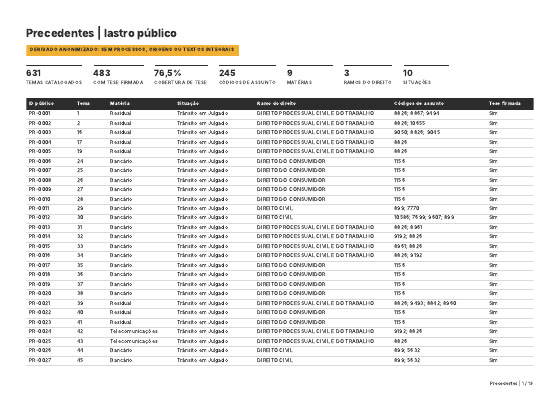 Precedentes | lastro público
DERIVADO ANONIMIZADO: SEM PROCESSOS, ORIGENS OU TEXTOS INTEGRAIS
631 483 76,5% 245 9 3 10
TEMAS CATALOGADOS COM TESE FIRMADA COBERTURA DE TESE CÓDIGOS DE ASSUNTO MATÉRIAS RAMOS DO DIREITO SITUAÇÕES
ID público Tema Matéria Situação Ramo do direito Códigos de assunto Tese firmada
PR-0001 1 Residual Trânsito em Julgado DIREITO PROCESSUAL CIVIL E DO TRABALHO 8826; 8867; 9494 Sim
PR-0002 2 Residual Trânsito em Julgado DIREITO PROCESSUAL CIVIL E DO TRABALHO 8826; 10655 Sim
PR-0003 16 Residual Trânsito em Julgado DIREITO PROCESSUAL CIVIL E DO TRABALHO 9050; 8826; 9045 Sim
PR-0004 17 Residual Trânsito em Julgado DIREITO PROCESSUAL CIVIL E DO TRABALHO 8826 Sim
PR-0005 19 Residual Trânsito em Julgado DIREITO PROCESSUAL CIVIL E DO TRABALHO 8826 Sim
PR-0006 24 Bancário Trânsito em Julgado DIREITO DO CONSUMIDOR 1156 Sim
PR-0007 25 Bancário Trânsito em Julgado DIREITO DO CONSUMIDOR 1156 Sim
PR-0008 26 Bancário Trânsito em Julgado DIREITO DO CONSUMIDOR 1156 Sim
PR-0009 27 Bancário Trânsito em Julgado DIREITO DO CONSUMIDOR 1156 Sim
PR-0010 28 Bancário Trânsito em Julgado DIREITO DO CONSUMIDOR 1156 Sim
PR-0011 29 Bancário Trânsito em Julgado DIREITO CIVIL 899; 7770 Sim
PR-0012 30 Bancário Trânsito em Julgado DIREITO CIVIL 10586; 7699; 9607; 899 Sim
PR-0013 31 Bancário Trânsito em Julgado DIREITO PROCESSUAL CIVIL E DO TRABALHO 8826; 8961 Sim
PR-0014 32 Bancário Trânsito em Julgado DIREITO PROCESSUAL CIVIL E DO TRABALHO 9192; 8826 Sim
PR-0015 33 Bancário Trânsito em Julgado DIREITO PROCESSUAL CIVIL E DO TRABALHO 8961; 8826 Sim
PR-0016 34 Bancário Trânsito em Julgado DIREITO PROCESSUAL CIVIL E DO TRABALHO 8826; 9192 Sim
PR-0017 35 Bancário Trânsito em Julgado DIREITO DO CONSUMIDOR 1156 Sim
PR-0018 36 Bancário Trânsito em Julgado DIREITO DO CONSUMIDOR 1156 Sim
PR-0019 37 Bancário Trânsito em Julgado DIREITO DO CONSUMIDOR 1156 Sim
PR-0020 38 Bancário Trânsito em Julgado DIREITO DO CONSUMIDOR 1156 Sim
PR-0021 39 Residual Trânsito em Julgado DIREITO PROCESSUAL CIVIL E DO TRABALHO 8826; 9493; 8842; 8960 Sim
PR-0022 40 Residual Trânsito em Julgado DIREITO DO CONSUMIDOR 1156 Sim
PR-0023 41 Residual Trânsito em Julgado DIREITO DO CONSUMIDOR 1156 Sim
PR-0024 42 Telecomunicações Trânsito em Julgado DIREITO PROCESSUAL CIVIL E DO TRABALHO 9192; 8826 Sim
PR-0025 43 Telecomunicações Trânsito em Julgado DIREITO PROCESSUAL CIVIL E DO TRABALHO 8826 Sim
PR-0026 44 Bancário Trânsito em Julgado DIREITO CIVIL 899; 5632 Sim
PR-0027 45 Bancário Trânsito em Julgado DIREITO CIVIL 899; 5632 Sim
Precedentes | 1 / 19